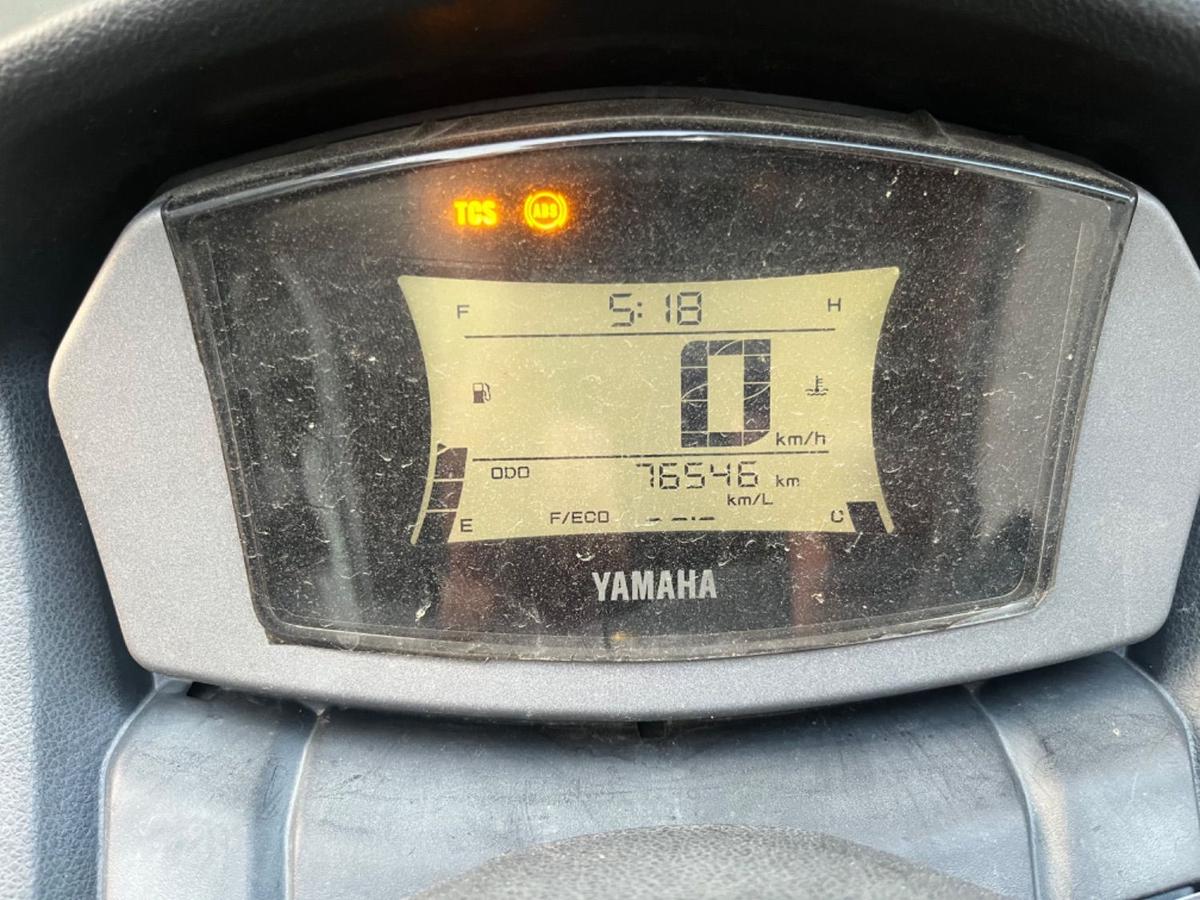 TCS ABS
F 5:18 H
0 km/h
ODO 76546 km
km/L
E F/ECO --.- C
YAMAHA